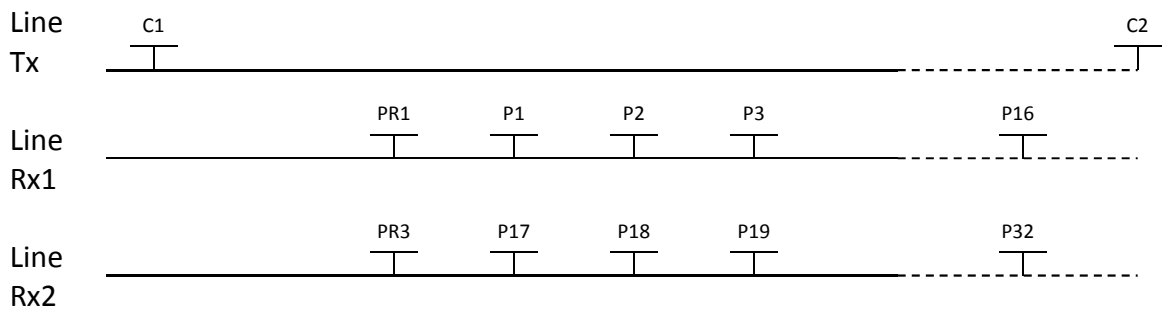 Line
Tx
C1
C2
Line
Rx1
PR1
P1
P2
P3
P16
Line
Rx2
PR3
P17
P18
P19
P32